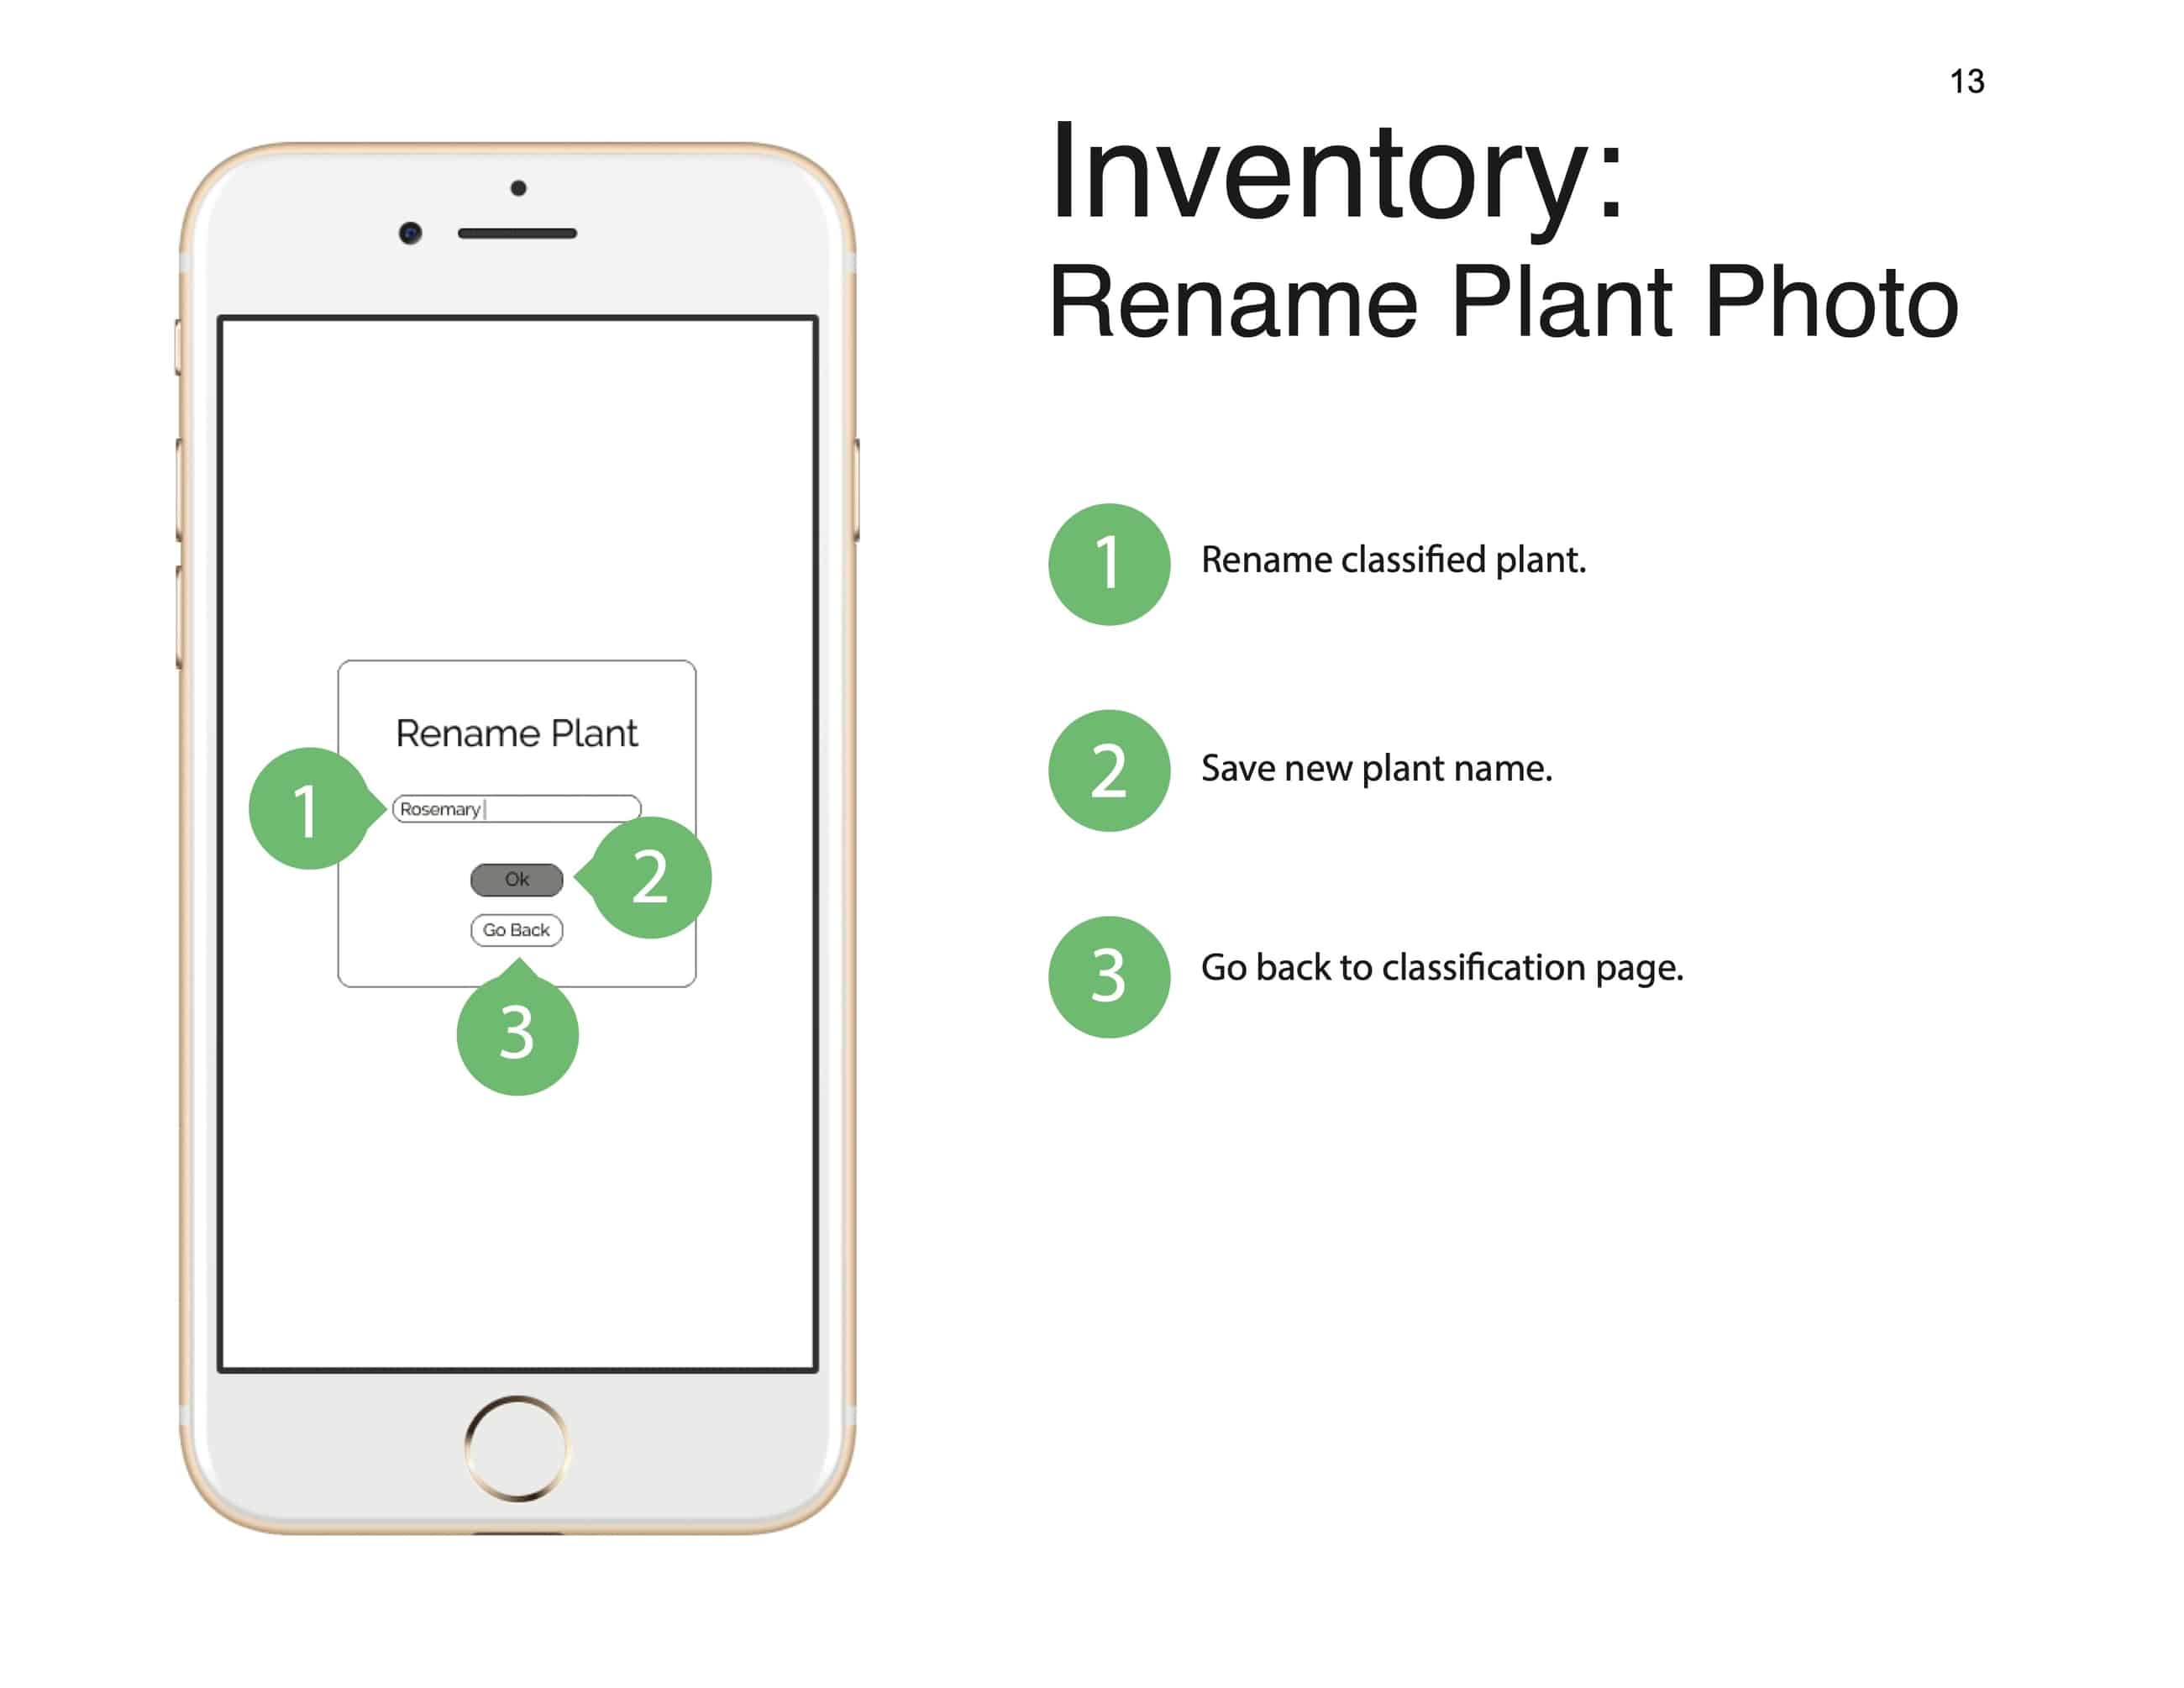 13
Inventory:
Rename Plant Photo
Rename Plant
1
Rosemary
Ok
2
Go Back
3
1 Rename classified plant.
2 Save new plant name.
3 Go back to classification page.